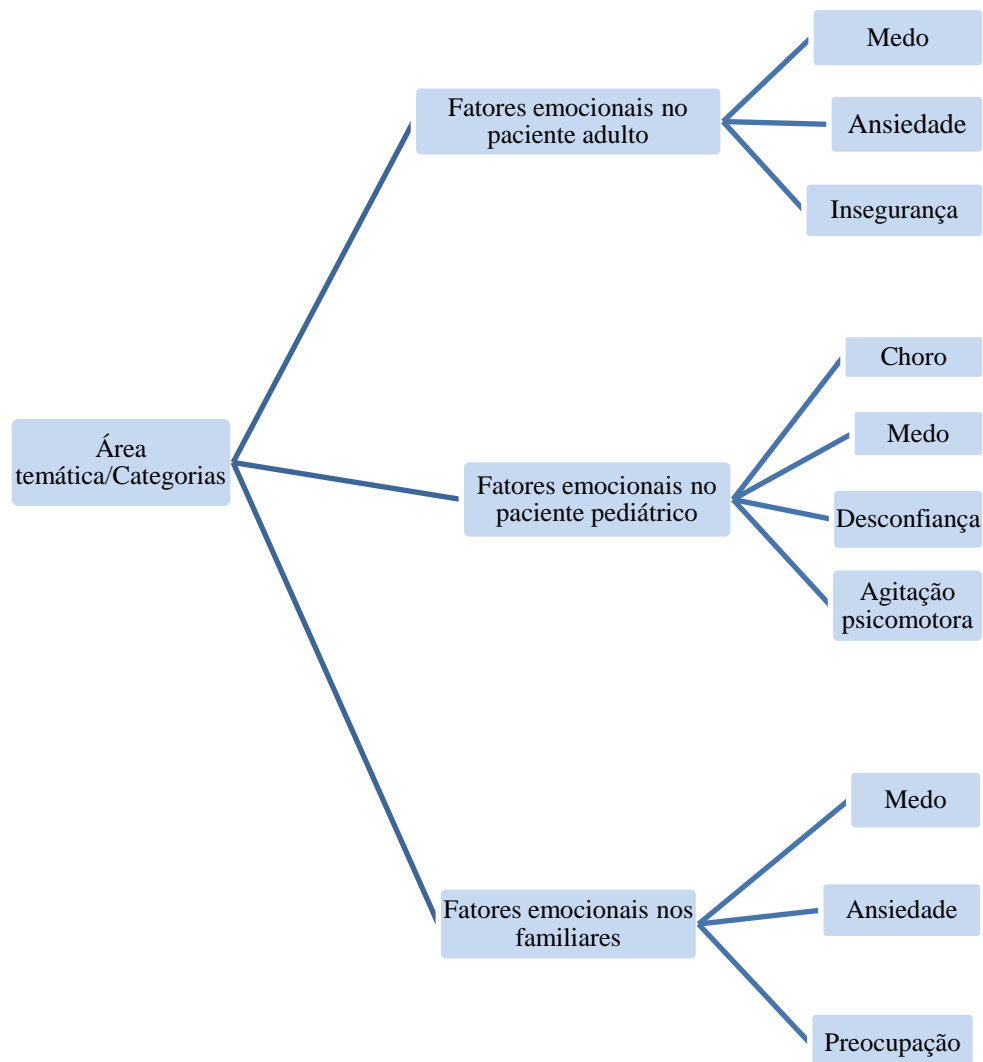 Medo
Fatores emocionais no
paciente adulto
Ansiedade
Insegurança
Choro
Área
temática/Categorias
Medo
Fatores emocionais no
paciente pediátrico
Desconfiança
Agitação
psicomotora
Medo
Fatores emocionais nos
familiares
Ansiedade
Preocupação